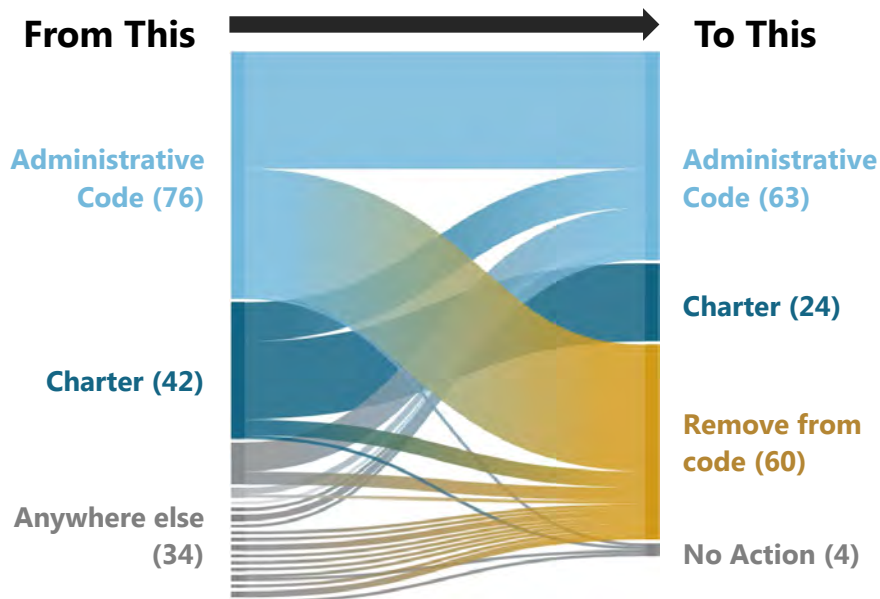 From This
To This
Administrative
Code (76)
Charter (42)
Anywhere else
(34)
Administrative
Code (63)
Charter (24)
Remove from
code (60)
No Action (4)